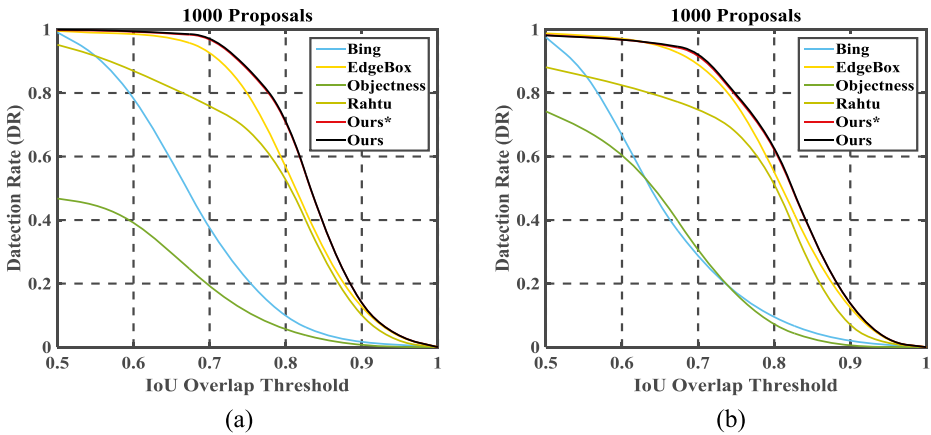 1000 Proposals
Datection Rate (DR)
1
0.8
0.6
0.4
0.2
0
Bing
EdgeBox
Objectness
Rahtu
Ours*
Ours
0.5 0.6 0.7 0.8 0.9 1
IoU Overlap Threshold
(a)
1000 Proposals
Datection Rate (DR)
1
0.8
0.6
0.4
0.2
0
Bing
EdgeBox
Objectness
Rahtu
Ours*
Ours
0.5 0.6 0.7 0.8 0.9 1
IoU Overlap Threshold
(b)